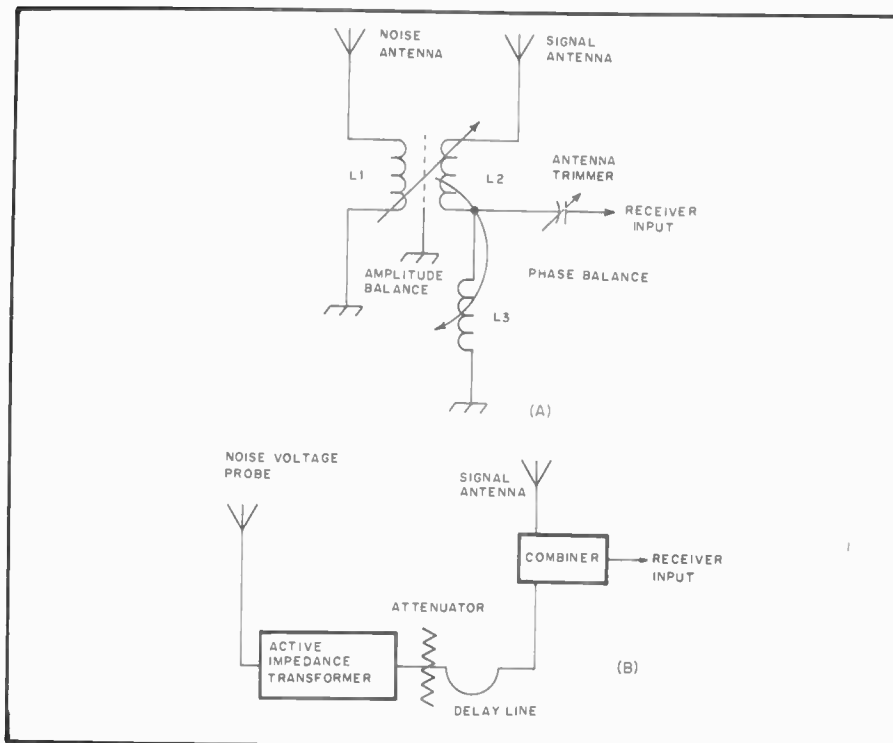 NOISE
ANTENNA
SIGNAL
ANTENNA
L1
L2
ANTENNA
TRIMMER
RECEIVER
INPUT
AMPLITUDE
BALANCE
PHASE BALANCE
L3
(A)
NOISE VOLTAGE
PROBE
SIGNAL
ANTENNA
COMBINER
RECEIVER
INPUT
ATTENUATOR
ACTIVE
IMPEDANCE
TRANSFORMER
(B)
DELAY LINE